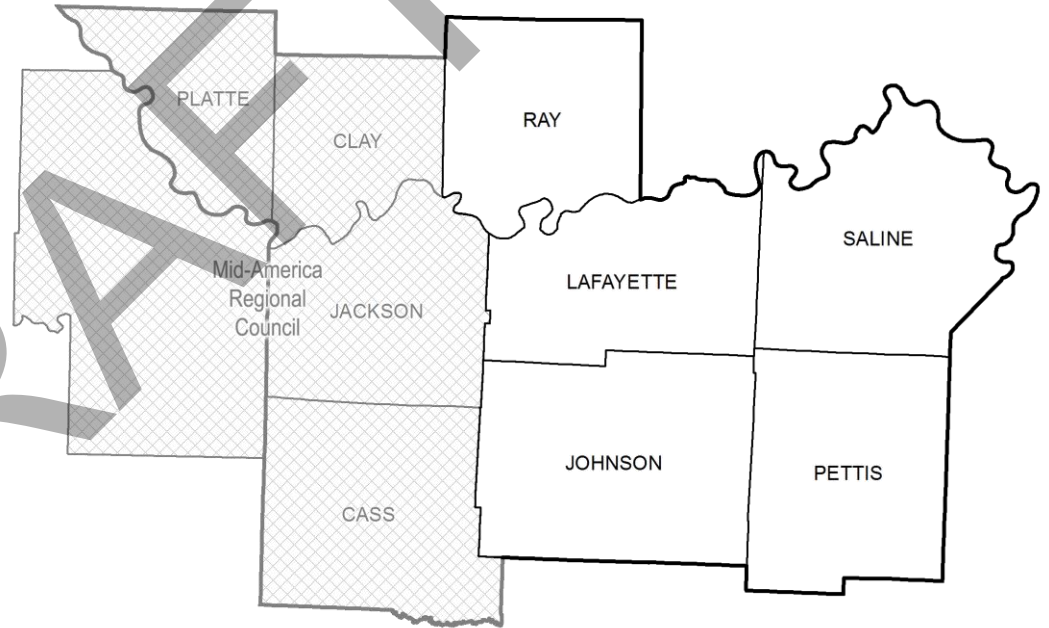 PLATTE
CLAY
RAY
SALINE
Mid-America
Regional
Council
JACKSON
LAFAYETTE
JOHNSON
PETTIS
CASS